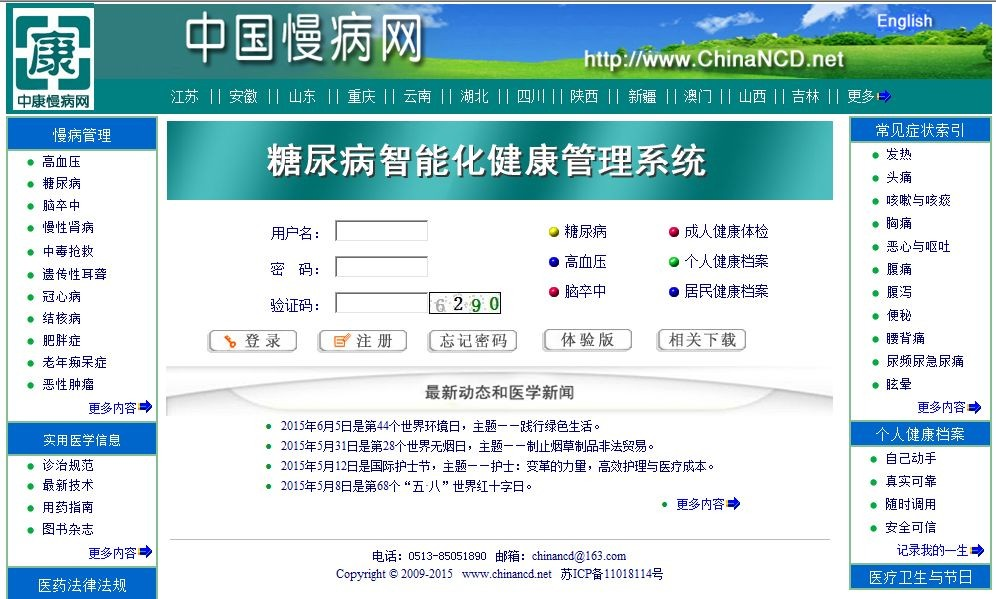 中国慢病网
English
http://www.ChinaNCD.net
康
中康慢病网
江苏 || 安徽 || 山东 || 重庆 || 云南 || 湖北 || 四川 || 陕西 || 新疆 || 澳门 || 山西 || 吉林 || 更多
慢病管理
高血压
糖尿病
脑卒中
慢性肾病
中毒抢救
遗传性耳聋
冠心病
结核病
肥胖症
老年痴呆症
恶性肿瘤
更多内容
实用医学信息
诊治规范
最新技术
用药指南
图书杂志
更多内容
医药法律法规
糖尿病智能化健康管理系统
用户名：
密 码：
验证码：
6290
糖尿病
成人健康体检
高血压
个人健康档案
脑卒中
居民健康档案
登录
注册
忘记密码
体验版
相关下载
最新动态和医学新闻
2015年6月5日是第44个世界环境日，主题－－践行绿色生活。
2015年5月31日是第28个世界无烟日，主题－－制止烟草制品非法贸易。
2015年5月12日是国际护士节，主题－－护士：变革的力量，高效护理与医疗成本。
2015年5月8日是第68个“五·八”世界红十字日。
更多内容
电话：0513-85051890 邮箱：chinancd@163.com
Copyright © 2009-2015 www.chinancd.net 苏ICP备11018114号
常见症状索引
发热
头痛
咳嗽与咳痰
胸痛
恶心与呕吐
腹痛
腹泻
便秘
腰背痛
尿频尿急尿痛
眩晕
更多内容
个人健康档案
自己动手
真实可靠
随时调用
安全可信
记录我的一生
医疗卫生与节日